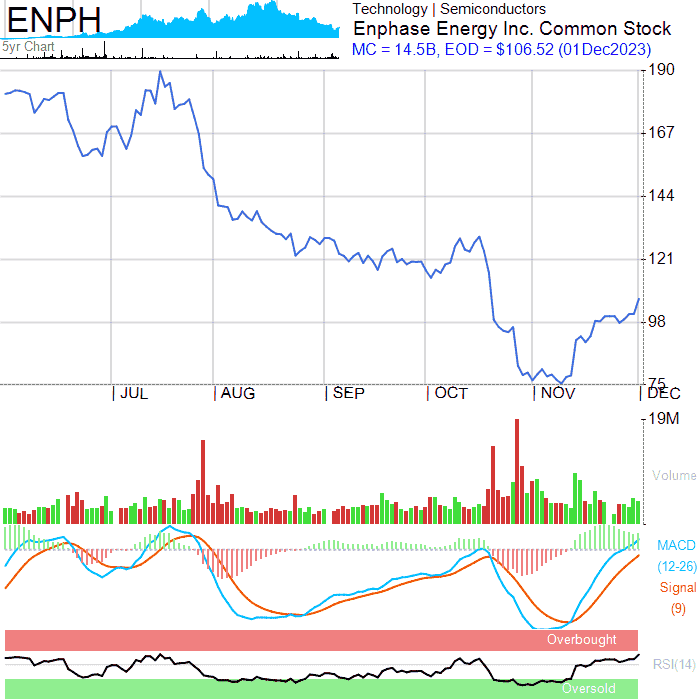 ENPH
Technology | Semiconductors
Enphase Energy Inc. Common Stock
MC = 14.5B, EOD = $106.52 (01Dec2023)
5yr Chart
190
167
144
121
98
75
JUL
AUG
SEP
OCT
NOV
DEC
19M
Volume
MACD
(12-26)
Signal
(9)
Overbought
RSI(14)
Oversold